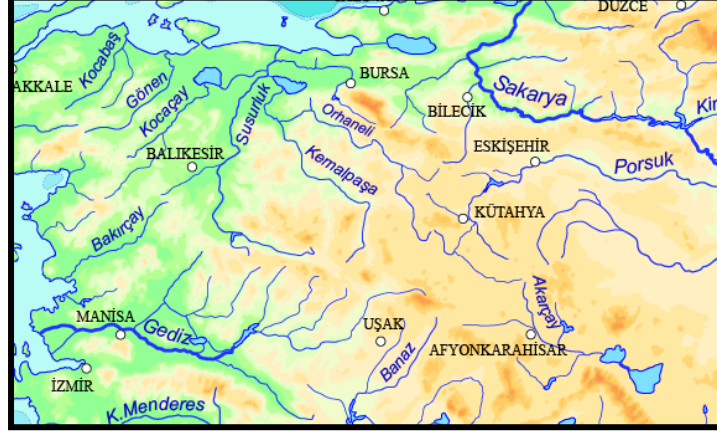 DÜZCE
BURSA
Kocabaş
AKKALE
Gönen
Kocaçay
Susurluk
Sakarya
BİLECİK
Orhaneli
BALIKESİR
ESKİŞEHİR
Kemalpaşa
Porsuk
KÜTAHYA
Bakırçay
Akarçay
MANİSA
Gediz
UŞAK
Banaz
AFYONKARAHİSAR
İZMİR
K.Menderes